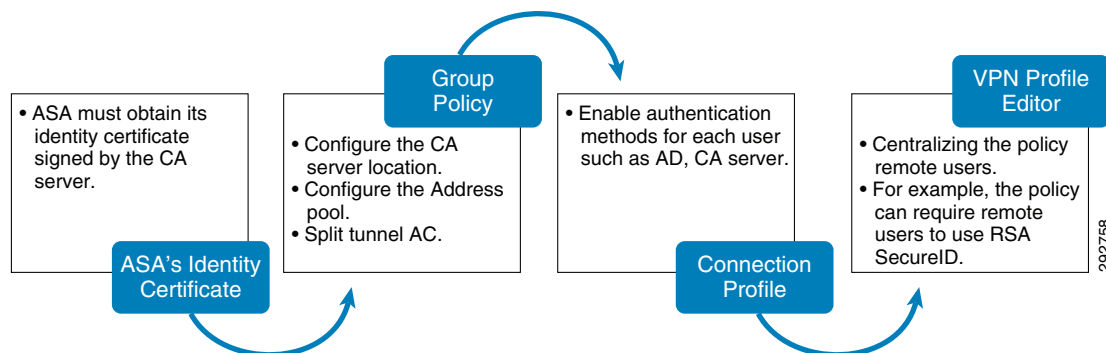 • ASA must obtain its
identity certificate
signed by the CA
server.
ASA's Identity
Certificate
Group
Policy
• Configure the CA
server location.
• Configure the Address
pool.
• Split tunnel AC.
• Enable authentication
methods for each user
such as AD, CA server.
Connection
Profile
VPN Profile
Editor
• Centralizing the policy
remote users.
• For example, the policy
can require remote
users to use RSA
SecureID.
292758